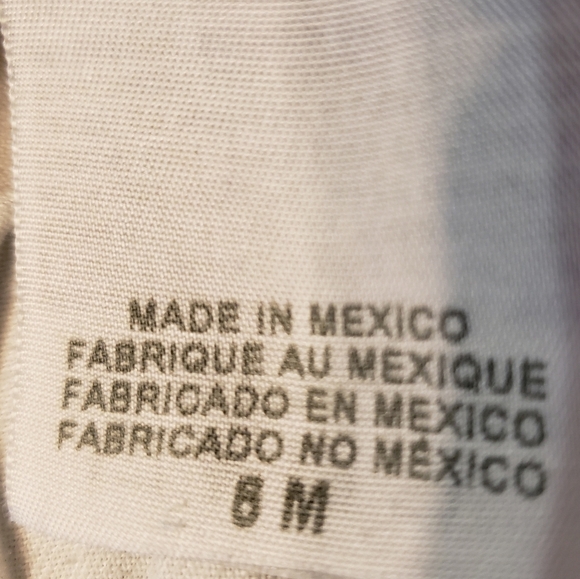 MADE IN MEXICO
FABRIQUE AU MEXIQUE
FABRICADO EN MEXICO
FABRICADO NO MÉXICO
6 M